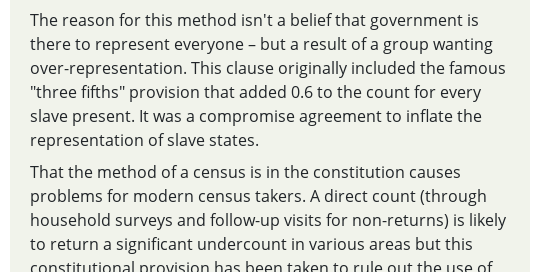 The reason for this method isn't a belief that government is
there to represent everyone – but a result of a group wanting
over-representation. This clause originally included the famous
"three fifths" provision that added 0.6 to the count for every
slave present. It was a compromise agreement to inflate the
representation of slave states.
That the method of a census is in the constitution causes
problems for modern census takers. A direct count (through
household surveys and follow-up visits for non-returns) is likely
to return a significant undercount in various areas but this
constitutional provision has been taken to rule out the use of